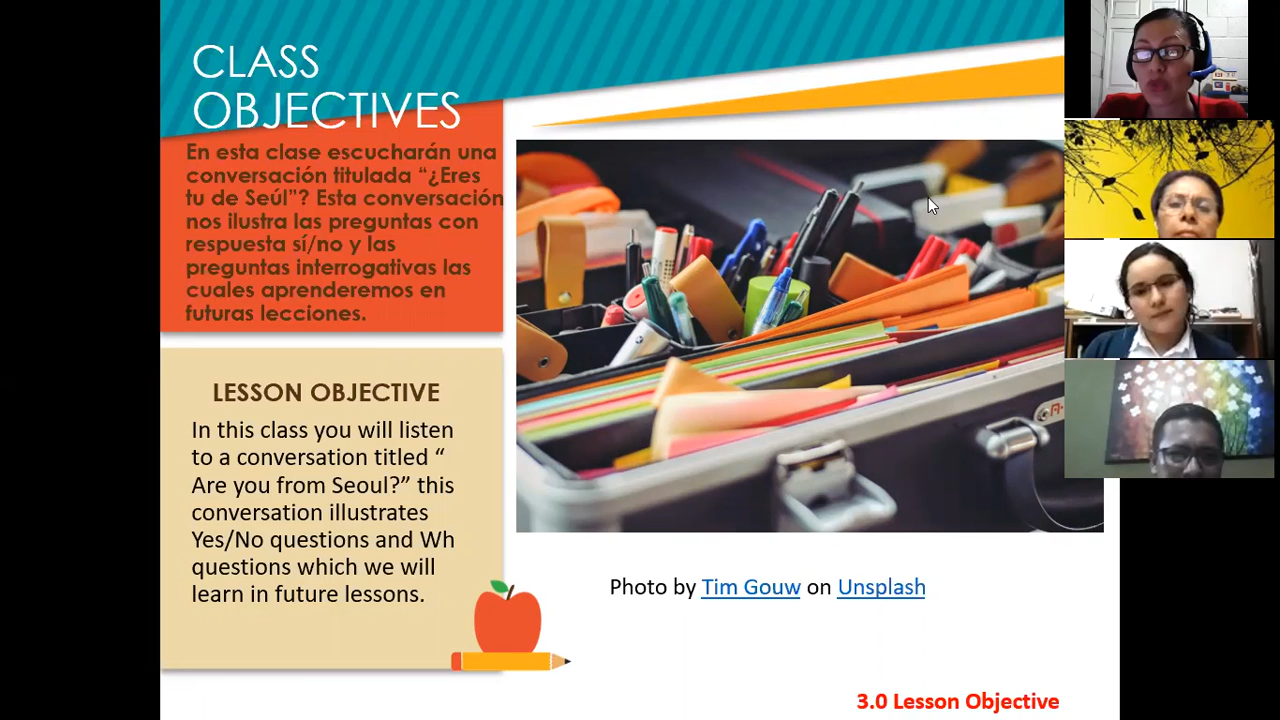 CLASS
OBJECTIVES
En esta clase escucharán una
conversación titulada “¿Eres
tu de Seúl”? Esta conversación
nos ilustra las preguntas con
respuesta sí/no y las
preguntas interrogativas las
cuales aprenderemos en
futuras lecciones.
LESSON OBJECTIVE
In this class you will listen
to a conversation titled “
Are you from Seoul?” this
conversation illustrates
Yes/No questions and Wh
questions which we will
learn in future lessons.
Photo by Tim Gouw on Unsplash
3.0 Lesson Objective